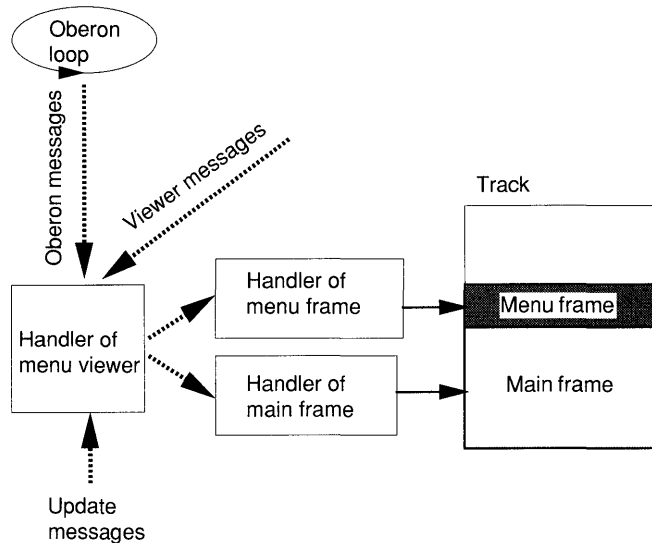 Oberon
loop
Oberon messages
Viewer messages
Track
Handler of
menu frame
Menu frame
Handler of
menu viewer
Handler of
main frame
Main frame
Update
messages